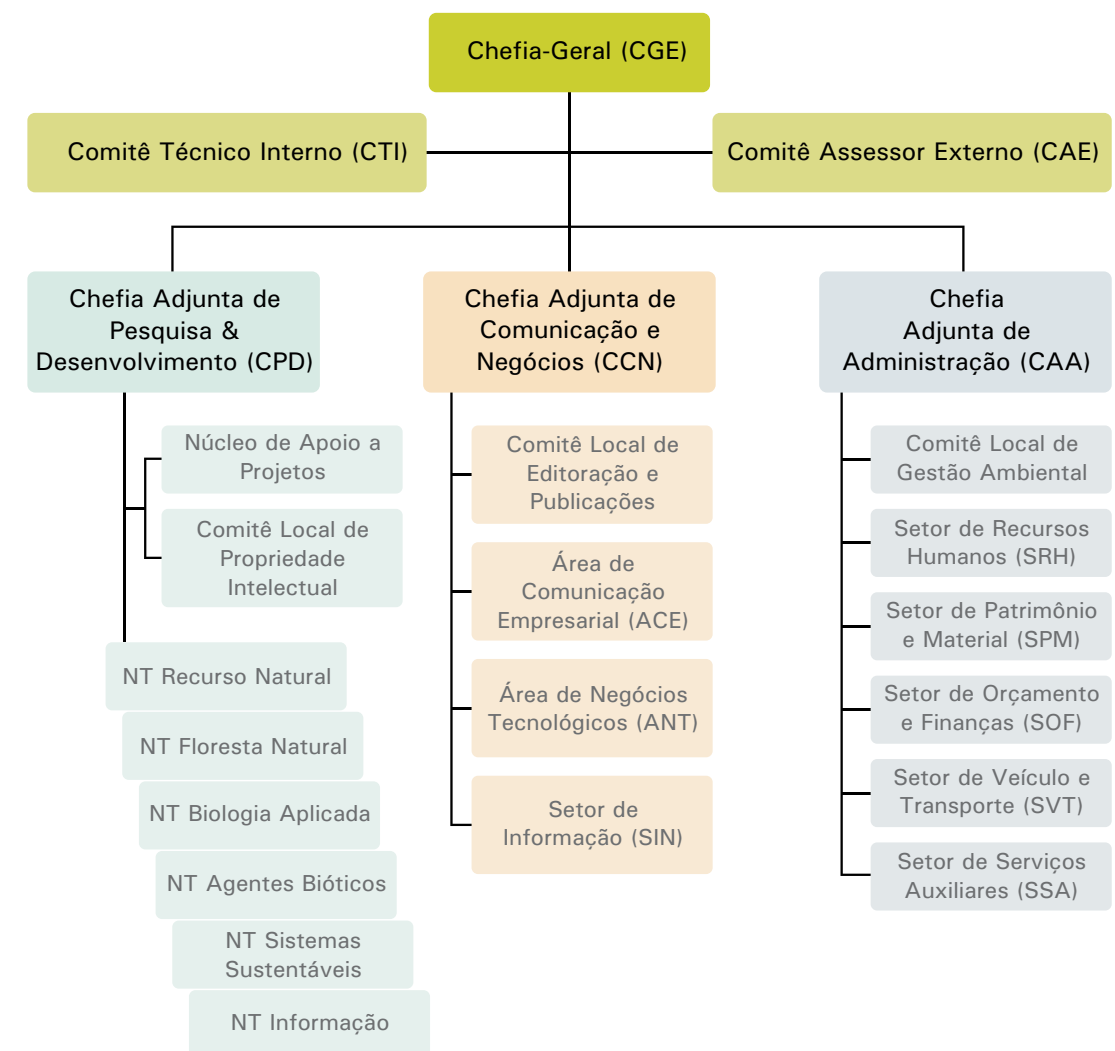 Chefia-Geral (CGE)
Comitê Técnico Interno (CTI)
Comitê Assessor Externo (CAE)
Chefia Adjunta de
Pesquisa &
Desenvolvimento (CPD)
Núcleo de Apoio a
Projetos
Comitê Local de
Propriedade
Intelectual
NT Recurso Natural
NT Floresta Natural
NT Biologia Aplicada
NT Agentes Bióticos
NT Sistemas
Sustentáveis
NT Informação
Chefia Adjunta de
Comunicação e
Negócios (CCN)
Comitê Local de
Editoração e
Publicações
Área de
Comunicação
Empresarial (ACE)
Área de Negócios
Tecnológicos (ANT)
Setor de
Informação (SIN)
Chefia
Adjunta de
Administração (CAA)
Comitê Local de
Gestão Ambiental
Setor de Recursos
Humanos (SRH)
Setor de Patrimônio
e Material (SPM)
Setor de Orçamento
e Finanças (SOF)
Setor de Veículo e
Transporte (SVT)
Setor de Serviços
Auxiliares (SSA)